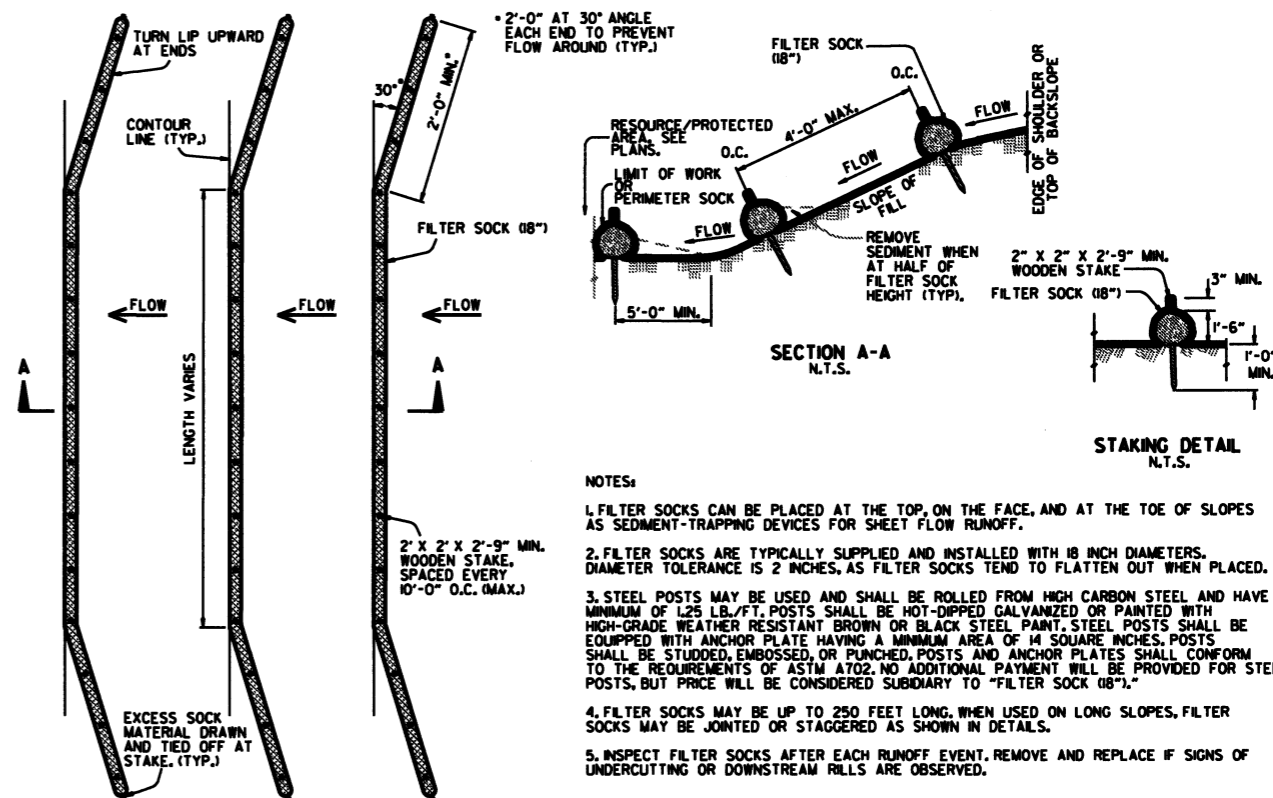 TURN LIP UPWARD
AT ENDS
CONTOUR
LINE (TYP.)
30°
2'-0" MIN.*
* 2'-0" AT 30° ANGLE
EACH END TO PREVENT
FLOW AROUND (TYP.)
FILTER SOCK (18")
FLOW
FLOW
FLOW
A
A
LENGTH VARIES
2' X 2' X 2'-9" MIN.
WOODEN STAKE,
SPACED EVERY
10'-0" O.C. (MAX.)
EXCESS SOCK
MATERIAL DRAWN
AND TIED OFF AT
STAKE. (TYP.)
FILTER SOCK
(18")
O.C.
4'-0" MAX.
O.C.
FLOW
FLOW
FLOW
EDGE OF SHOULDER OR
TOP OF BACKSLOPE
RESOURCE/PROTECTED
AREA, SEE
PLANS.
LIMIT OF WORK
OR
PERIMETER SOCK
SLOPE OF
FILL
REMOVE
SEDIMENT WHEN
AT HALF OF
FILTER SOCK
HEIGHT (TYP).
5'-0" MIN.
SECTION A-A
N.T.S.
2" X 2" X 2'-9" MIN.
WOODEN STAKE
FILTER SOCK (18")
3" MIN.
1'-6"
1'-0"
MIN.
STAKING DETAIL
N.T.S.
NOTES:
1. FILTER SOCKS CAN BE PLACED AT THE TOP, ON THE FACE, AND AT THE TOE OF SLOPES
AS SEDIMENT-TRAPPING DEVICES FOR SHEET FLOW RUNOFF.
2. FILTER SOCKS ARE TYPICALLY SUPPLIED AND INSTALLED WITH 18 INCH DIAMETERS.
DIAMETER TOLERANCE IS 2 INCHES, AS FILTER SOCKS TEND TO FLATTEN OUT WHEN PLACED.
3. STEEL POSTS MAY BE USED AND SHALL BE ROLLED FROM HIGH CARBON STEEL AND HAVE
MINIMUM OF 1.25 LB./FT. POSTS SHALL BE HOT-DIPPED GALVANIZED OR PAINTED WITH
HIGH-GRADE WEATHER RESISTANT BROWN OR BLACK STEEL PAINT. STEEL POSTS SHALL BE
EQUIPPED WITH ANCHOR PLATE HAVING A MINIMUM AREA OF 14 SQUARE INCHES. POSTS
SHALL BE STUDDED, EMBOSSED, OR PUNCHED. POSTS AND ANCHOR PLATES SHALL CONFORM
TO THE REQUIREMENTS OF ASTM A702. NO ADDITIONAL PAYMENT WILL BE PROVIDED FOR STEE
POSTS, BUT PRICE WILL BE CONSIDERED SUBIDIARY TO "FILTER SOCK (18")."
4. FILTER SOCKS MAY BE UP TO 250 FEET LONG. WHEN USED ON LONG SLOPES, FILTER
SOCKS MAY BE JOINTED OR STAGGERED AS SHOWN IN DETAILS.
5. INSPECT FILTER SOCKS AFTER EACH RUNOFF EVENT. REMOVE AND REPLACE IF SIGNS OF
UNDERCUTTING OR DOWNSTREAM RILLS ARE OBSERVED.